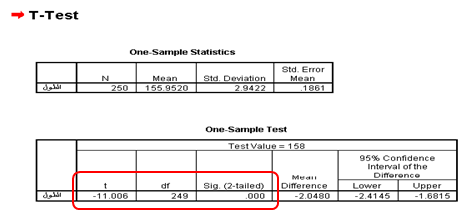 T-Test
One-Sample Statistics
N Mean Std. Deviation Std. Error Mean
الطول 250 155.9520 2.9422 .1861
One-Sample Test
Test Value = 158
t df Sig. (2-tailed) Mean Difference 95% Confidence Interval of the Difference
Lower Upper
الطول -11.006 249 .000 -2.0480 -2.4145 -1.6815